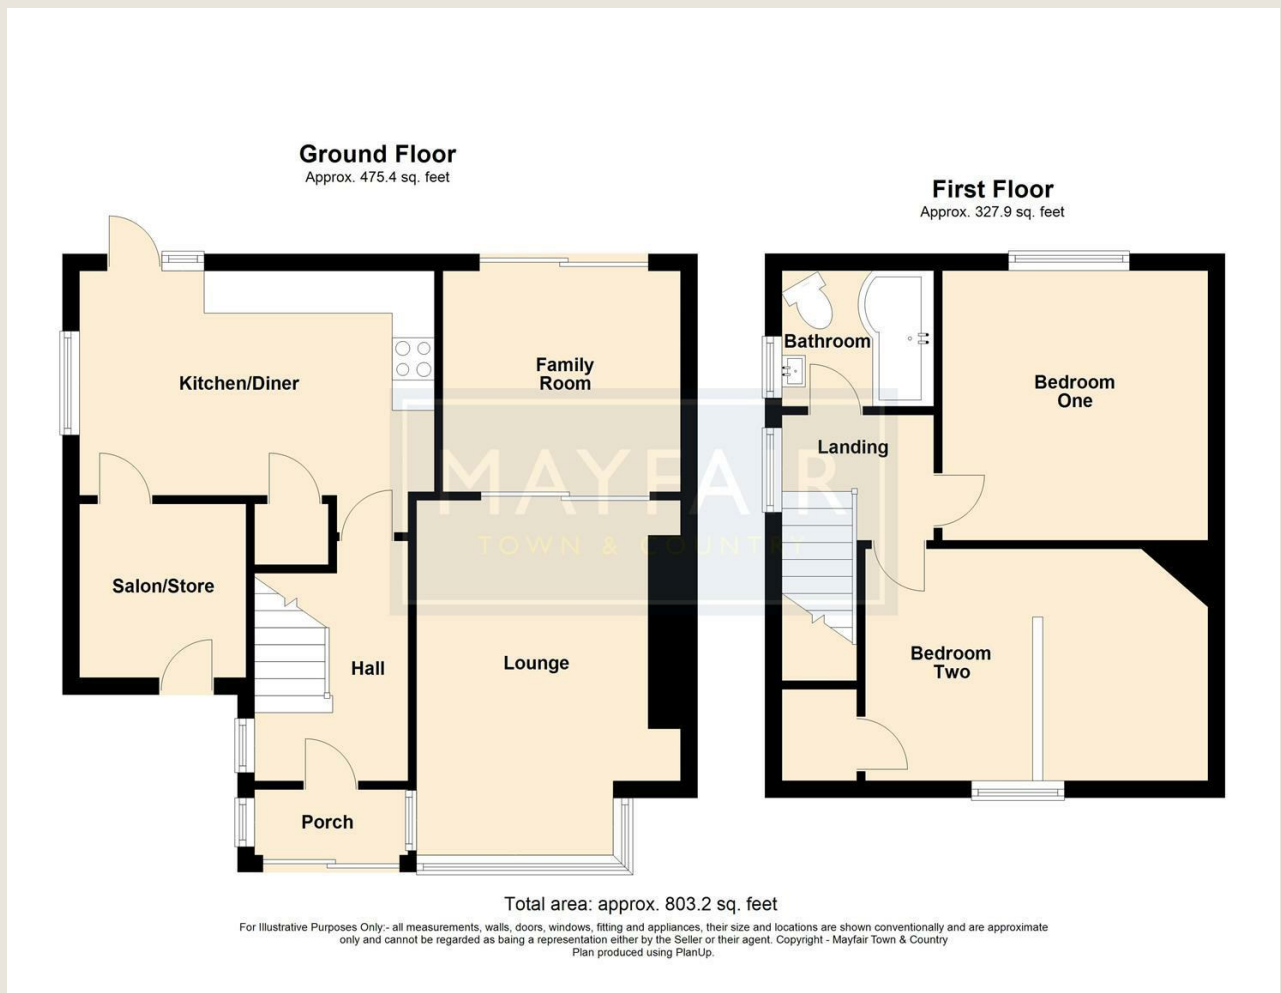 Ground Floor
Approx. 475.4 sq. feet
First Floor
Approx. 327.9 sq. feet
Kitchen/Diner
Family
Room
Bathroom
Bedroom
One
Landing
MAYFAIR
TOWN & COUNTRY
Salon/Store
Hall
Lounge
Bedroom
Two
Porch
Total area: approx. 803.2 sq. feet
For Illustrative Purposes Only:- all measurements, walls, doors, windows, fitting and appliances, their size and locations are shown conventionally and are approximate
only and cannot be regarded as baing a representation either by the Seller or their agent. Copyright - Mayfair Town & Country
Plan produced using PlanUp.